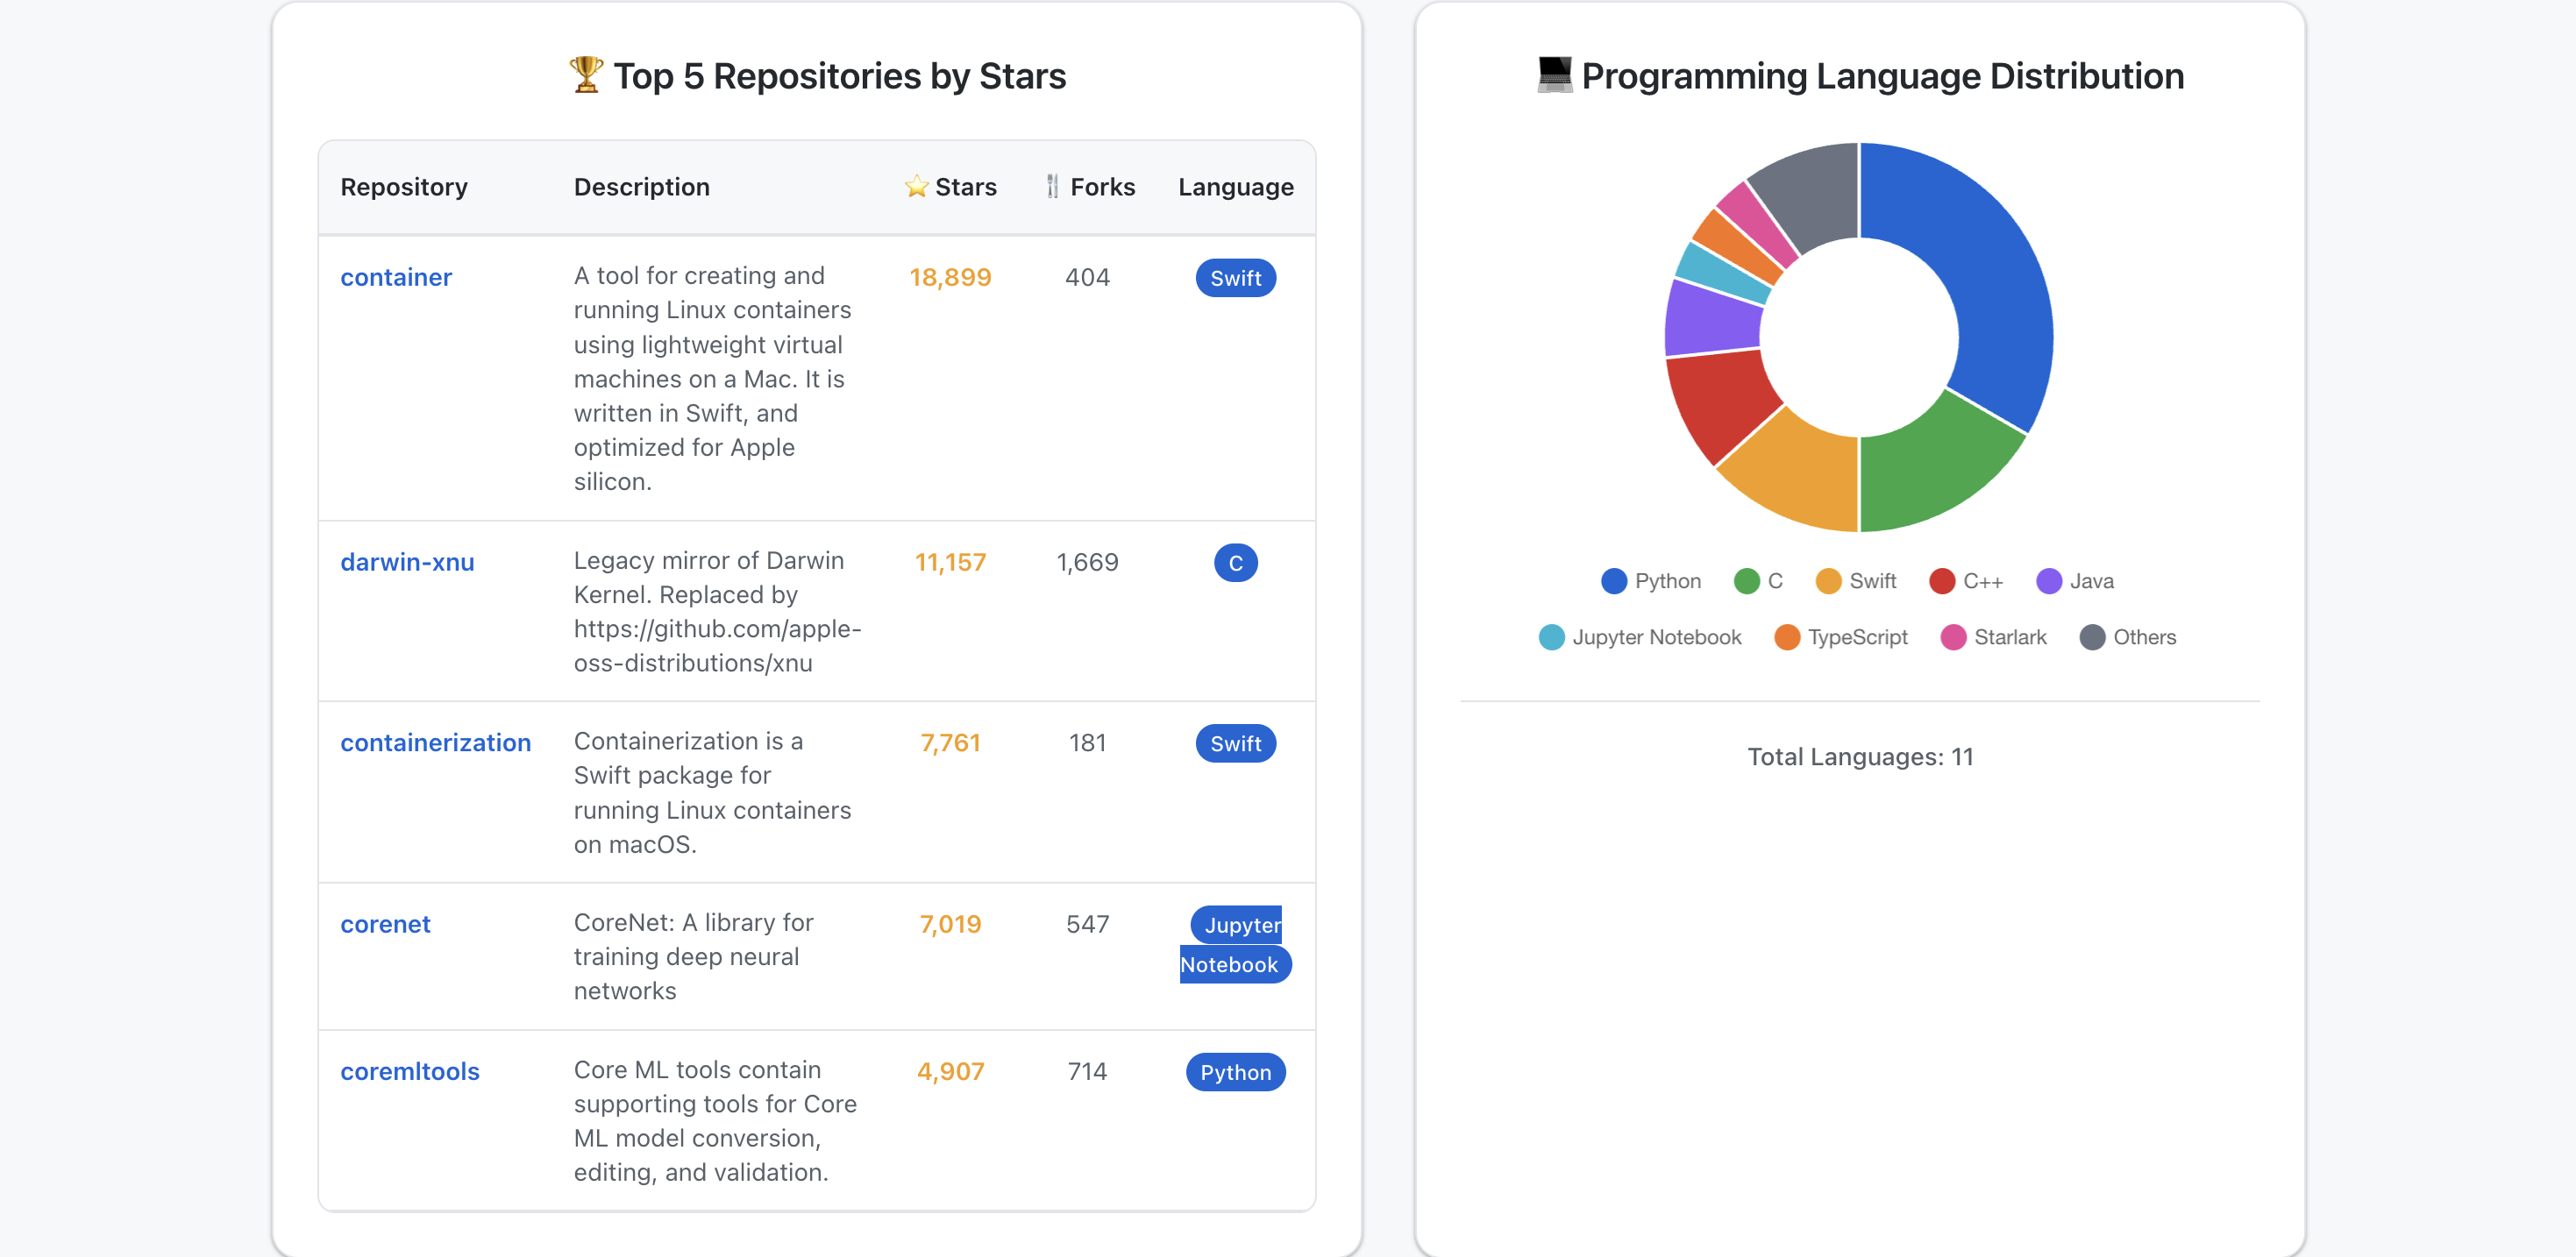 🏆 Top 5 Repositories by Stars
Repository Description ⭐ Stars 🍴 Forks Language
container A tool for creating and 18,899 404 Swift
running Linux containers
using lightweight virtual
machines on a Mac. It is
written in Swift, and
optimized for Apple
silicon.
darwin-xnu Legacy mirror of Darwin 11,157 1,669 C
Kernel. Replaced by
https://github.com/apple-
oss-distributions/xnu
containerization Containerization is a 7,761 181 Swift
Swift package for
running Linux containers
on macOS.
corenet CoreNet: A library for 7,019 547 Jupyter
training deep neural Notebook
networks
coremltools Core ML tools contain 4,907 714 Python
supporting tools for Core
ML model conversion,
editing, and validation.
💻 Programming Language Distribution
Python C Swift C++ Java
Jupyter Notebook TypeScript Starlark Others
Total Languages: 11